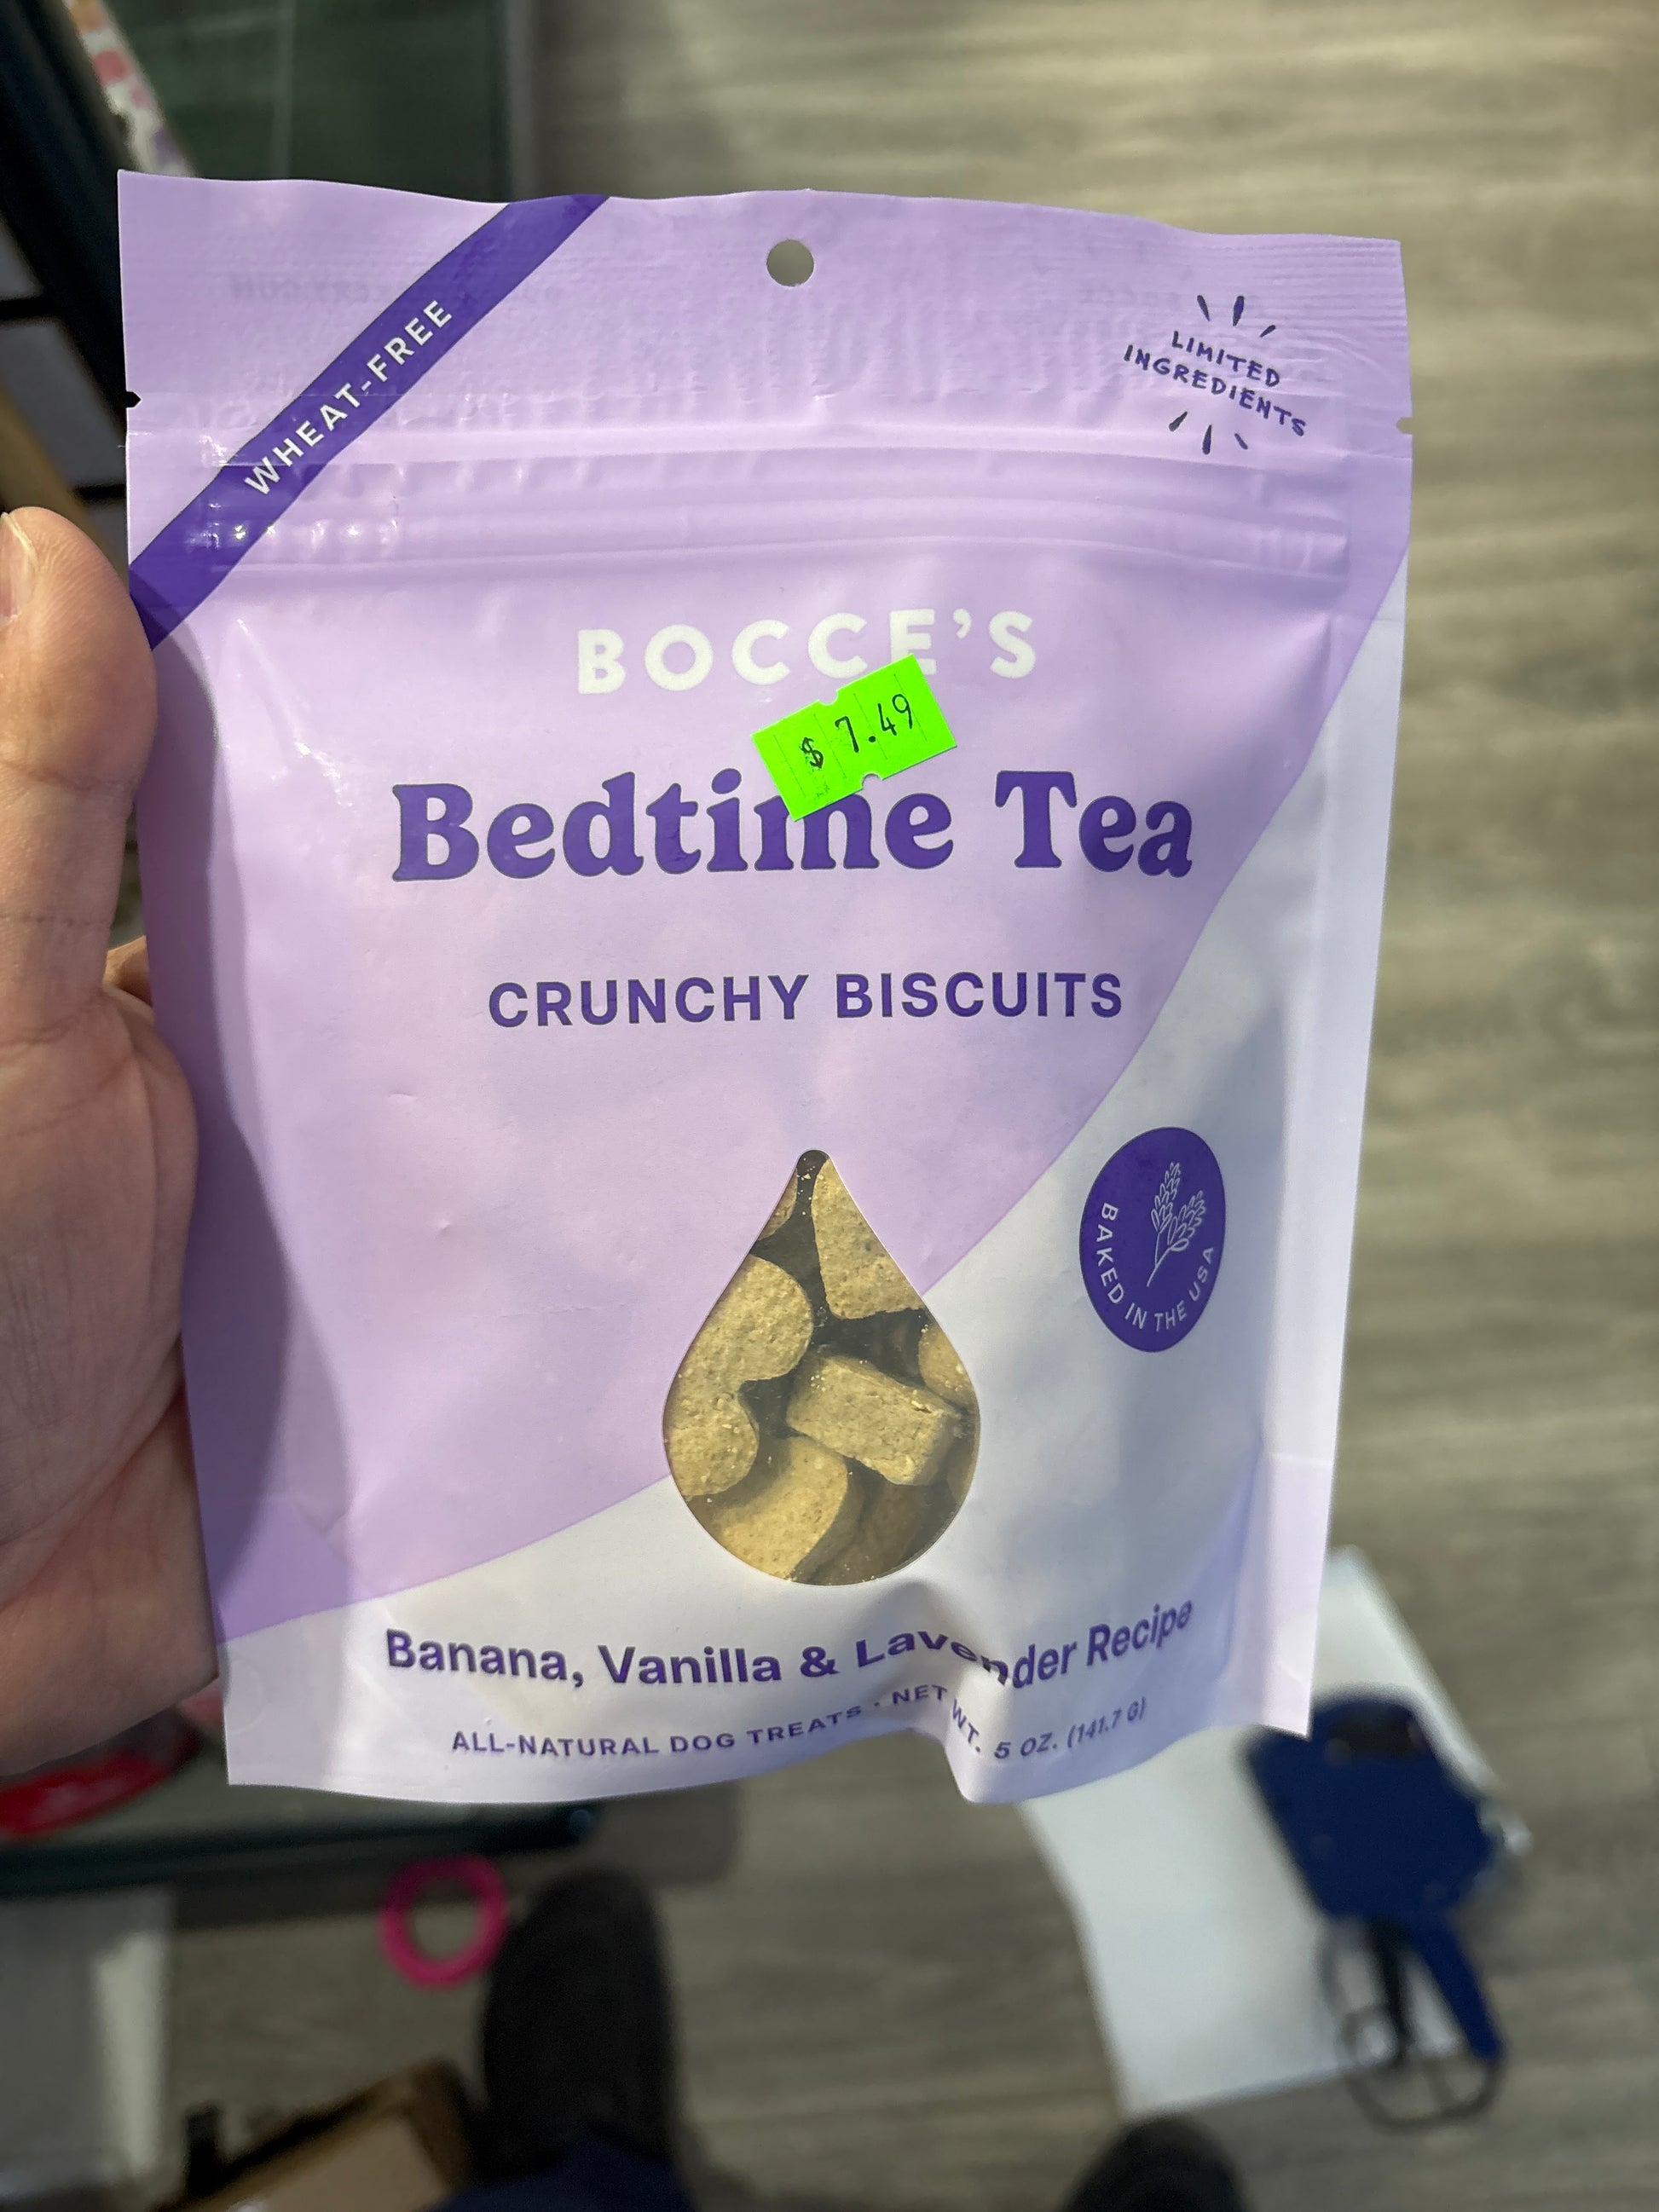 WHEAT-FREE
LIMITED
INGREDIENTS
BOCCE'S
$ 7.49
Bedtime Tea
CRUNCHY BISCUITS
BAKED IN THE USA
Banana, Vanilla & Lavender Recipe
ALL-NATURAL DOG TREATS · NET WT. 5 OZ. (141.7 G)